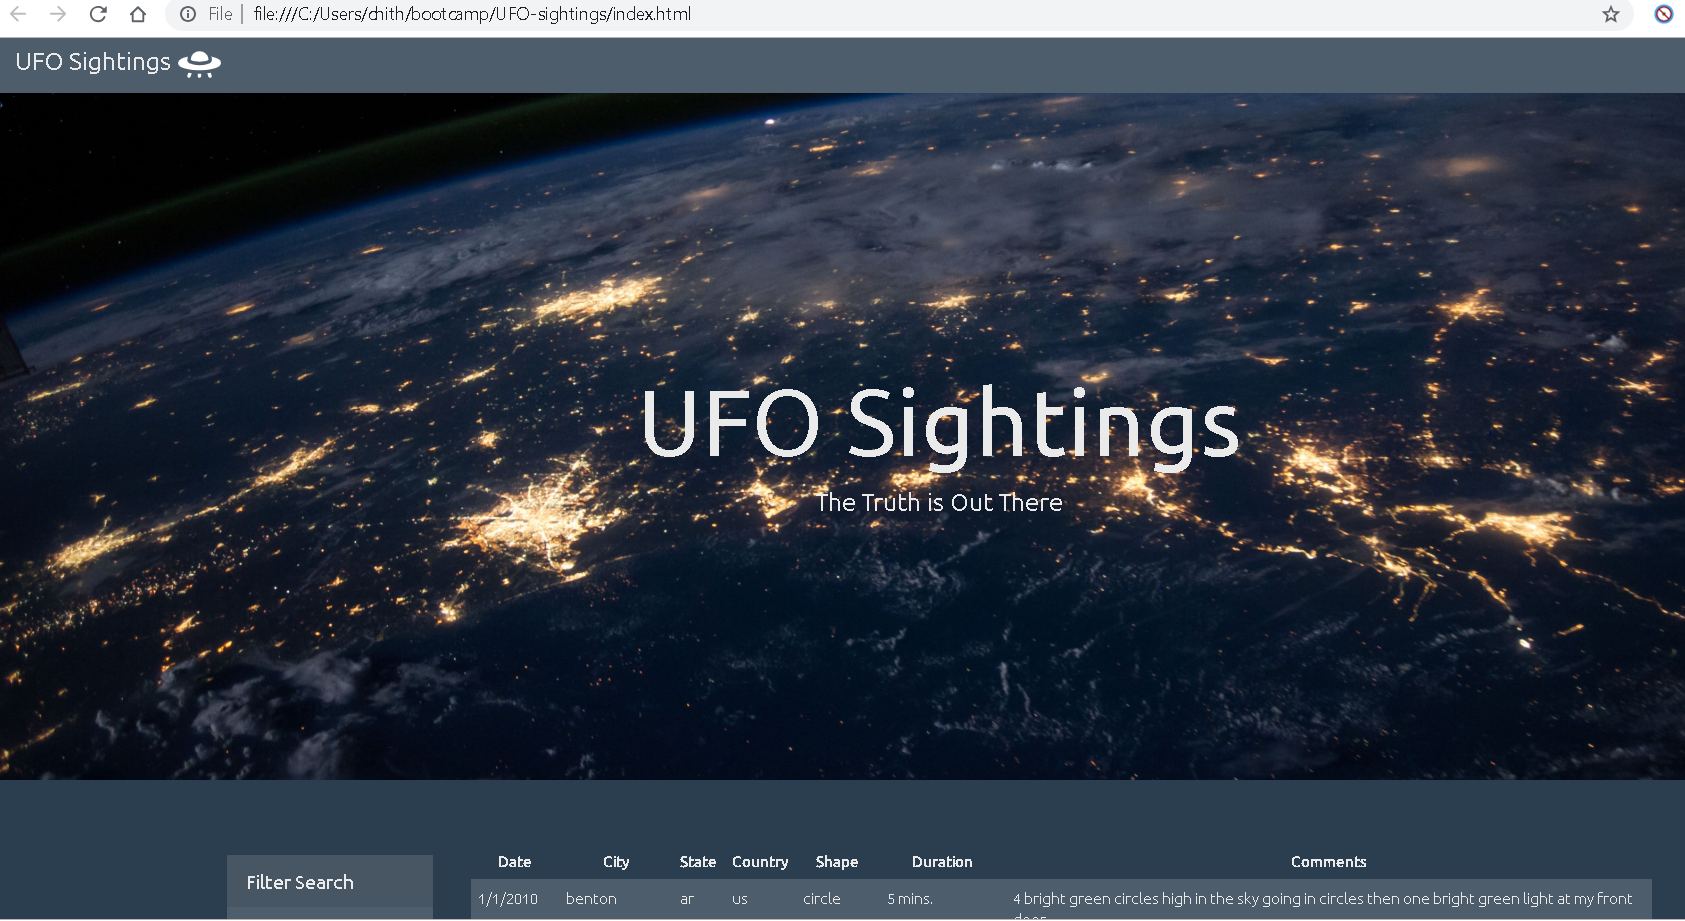 File | file:///C:/Users/chith/bootcamp/UFO-sightings/index.html
UFO Sightings
UFO Sightings
The Truth is Out There
Filter Search
Date City State Country Shape Duration Comments
1/1/2010 benton ar us circle 5 mins. 4 bright green circles high in the sky going in circles then one bright green light at my front